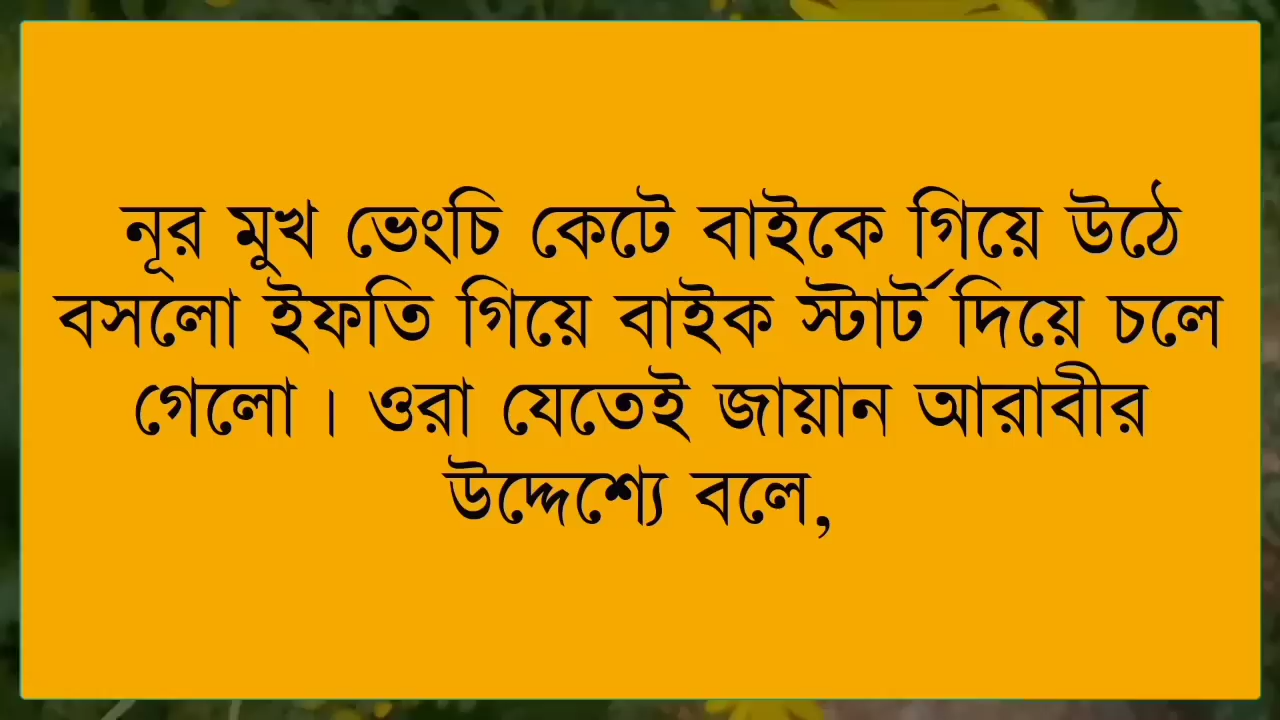 নূর মুখ ভেংচি কেটে বাইকে গিয়ে উঠে
বসলো ইফতি গিয়ে বাইক স্টার্ট দিয়ে চলে
গেলো। ওরা যেতেই জায়ান আরাবীর
উদ্দেশ্যে বলে,